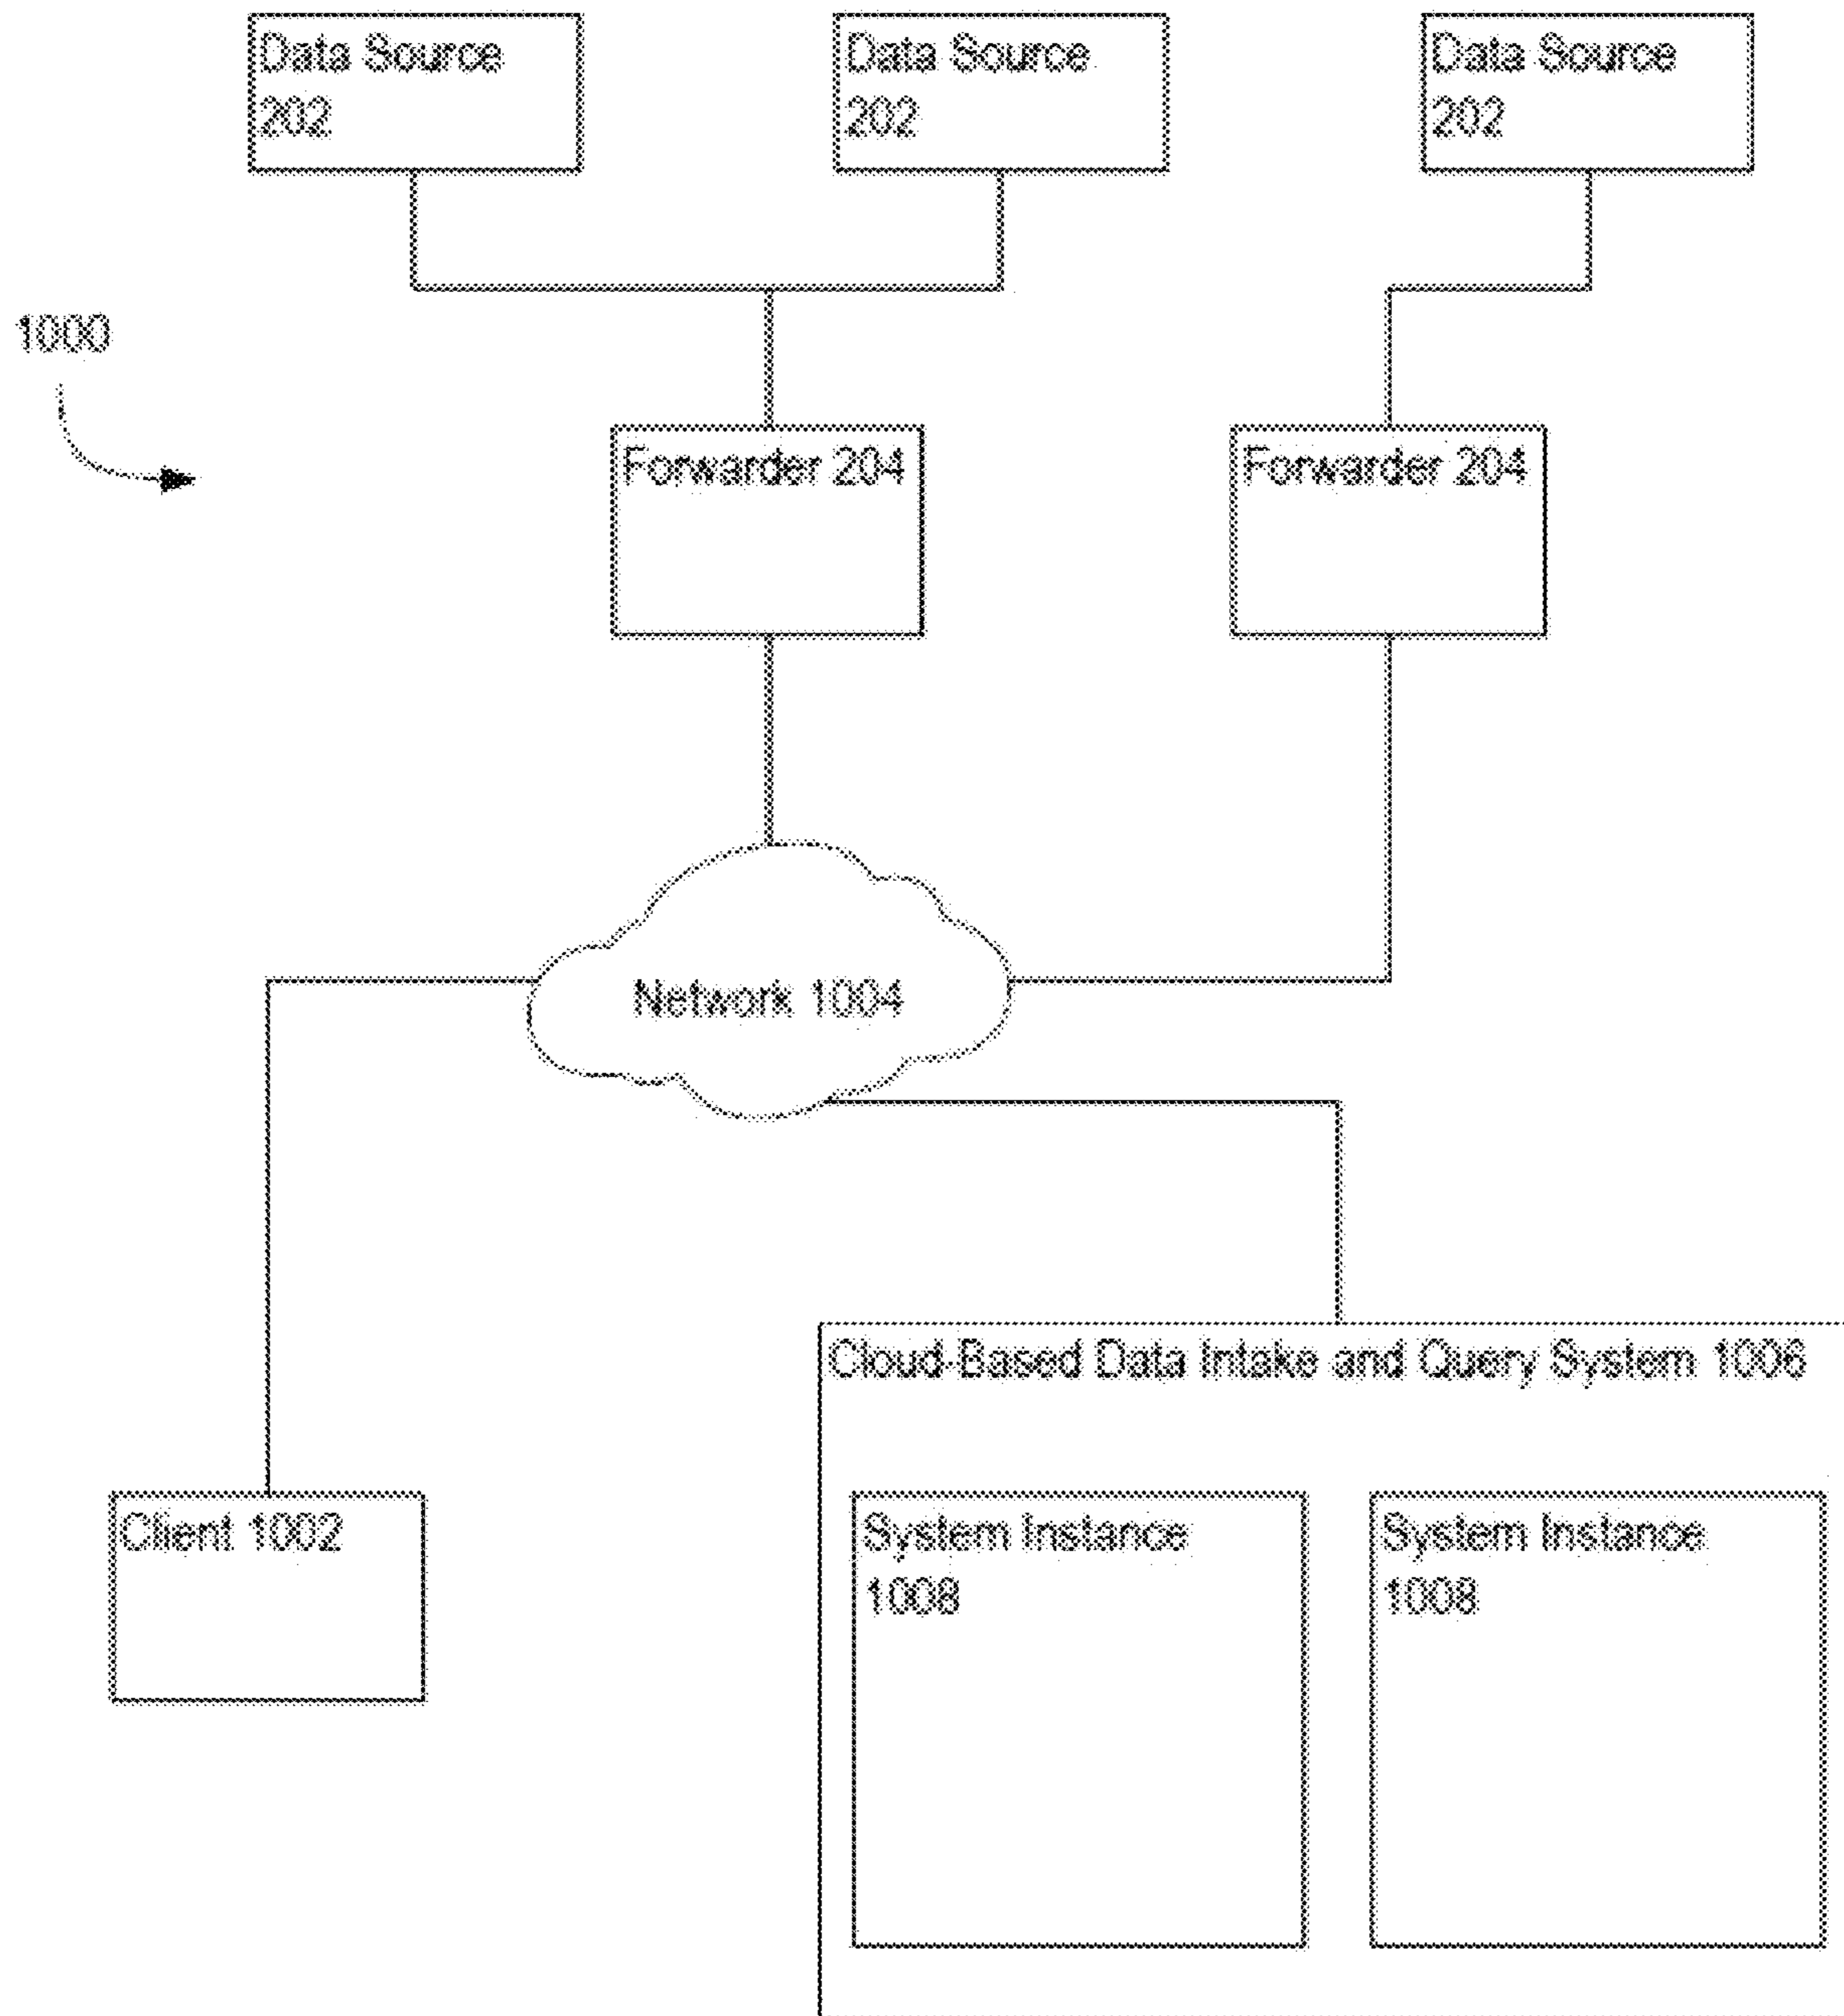 Data Source
202
Data Source
202
Data Source
202
1000
Forwarder 204
Forwarder 204
Network 1004
Cloud-Based Data Intake and Query System 1006
Client 1002
System Instance
1008
System Instance
1008